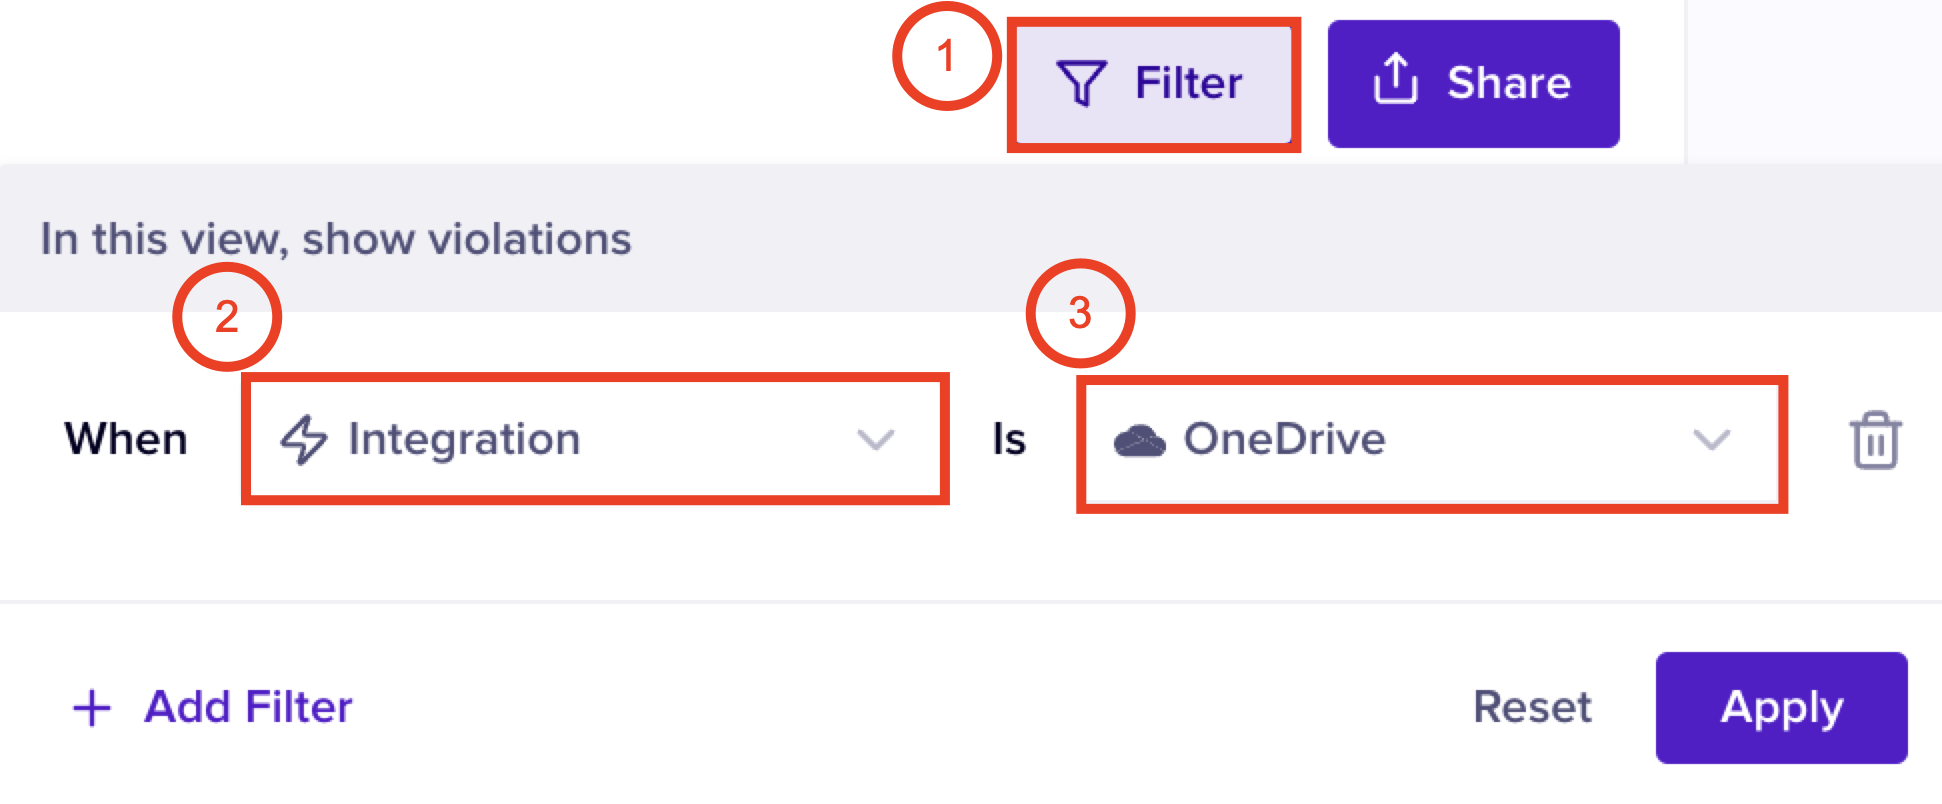 1 Filter Share
In this view, show violations
2 3
When Integration Is OneDrive
+ Add Filter Reset Apply